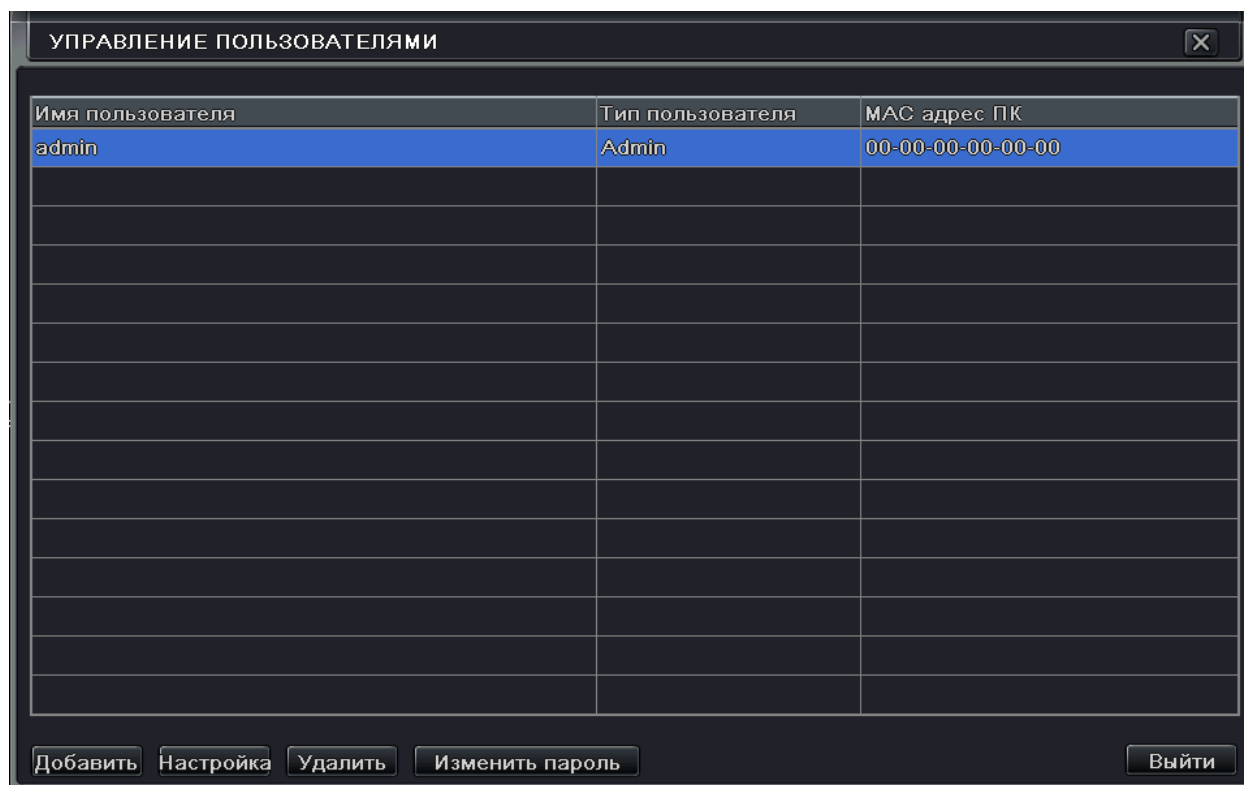 УПРАВЛЕНИЕ ПОЛЬЗОВАТЕЛЯМИ
Имя пользователя Тип пользователя MAC адрес ПК
admin Admin 00-00-00-00-00-00
Добавить Настройка Удалить Изменить пароль Выйти